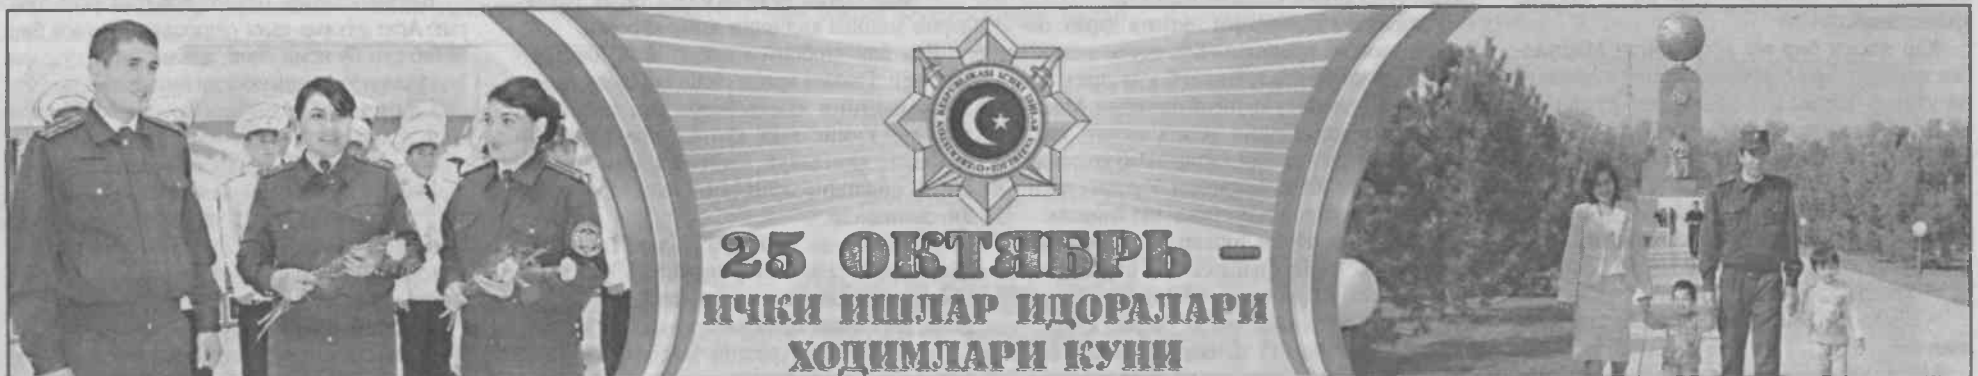 25 ОКТЯБРЬ –
ИЧКИ ИШЛАР ИДОРАЛАРИ
ХОДИМЛАРИ КУНИ